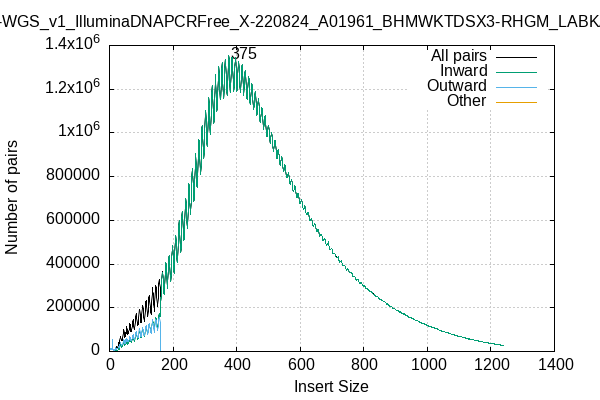 -WGS_v1_IlluminaDNAPCRFree_X-220824_A01961_BHMWKTDSX3-RHGM_LABK
1.4x10^6
1.2x10^6
1x10^6
800000
600000
400000
200000
0
Number of pairs
375
All pairs
Inward
Outward
Other
0 200 400 600 800 1000 1200 1400
Insert Size